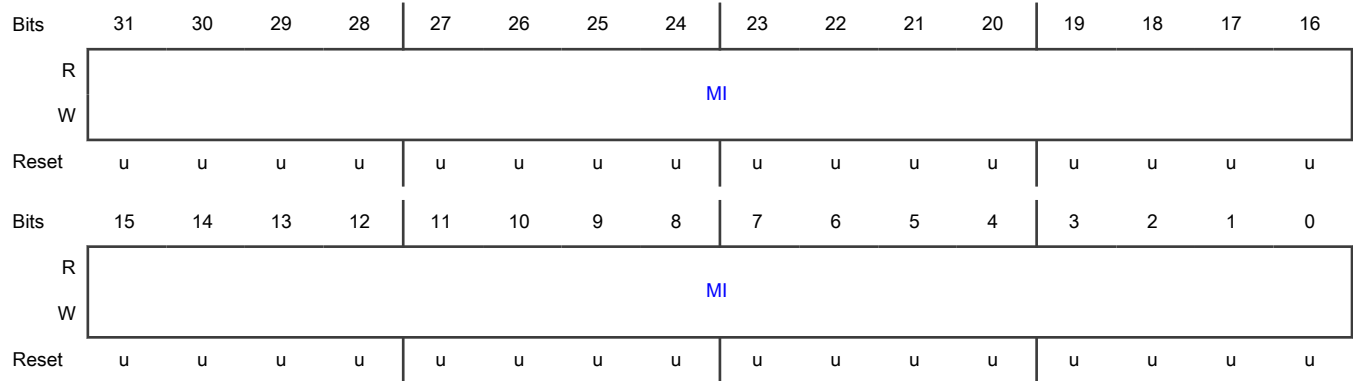 Bits 31 30 29 28 27 26 25 24 23 22 21 20 19 18 17 16
R
MI
W
Reset u u u u u u u u u u u u u u u u
Bits 15 14 13 12 11 10 9 8 7 6 5 4 3 2 1 0
R
MI
W
Reset u u u u u u u u u u u u u u u u